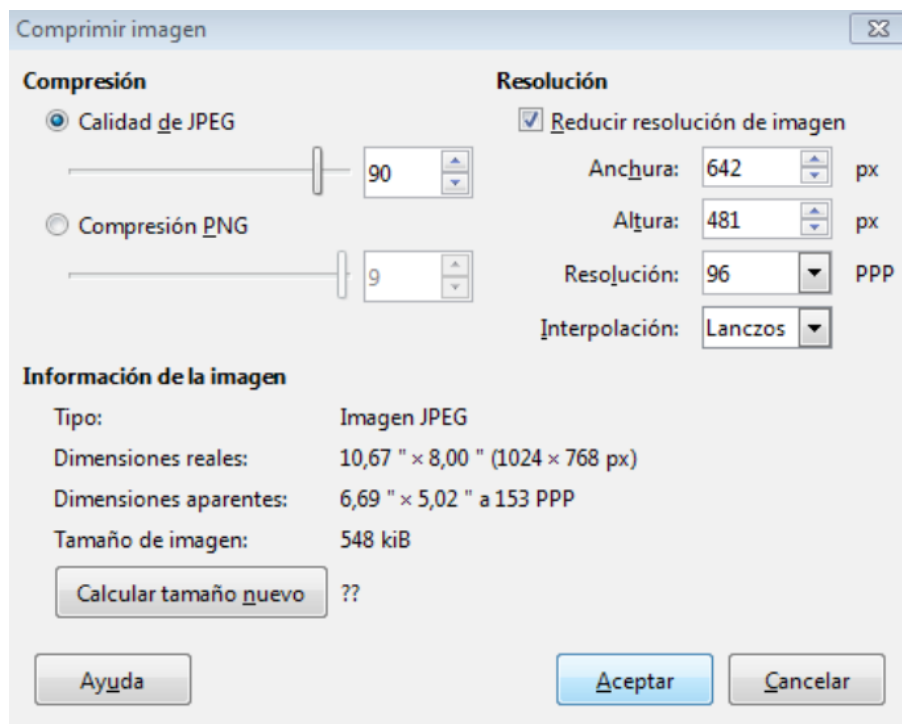 Comprimir imagen
Compresión
Calidad de JPEG
90
Compresión PNG
9
Resolución
Reducir resolución de imagen
Anchura: 642 px
Altura: 481 px
Resolución: 96 PPP
Interpolación: Lanczos
Información de la imagen
Tipo: Imagen JPEG
Dimensiones reales: 10,67 " × 8,00 " (1024 × 768 px)
Dimensiones aparentes: 6,69 " × 5,02 " a 153 PPP
Tamaño de imagen: 548 kiB
Calcular tamaño nuevo ??
Ayuda Aceptar Cancelar